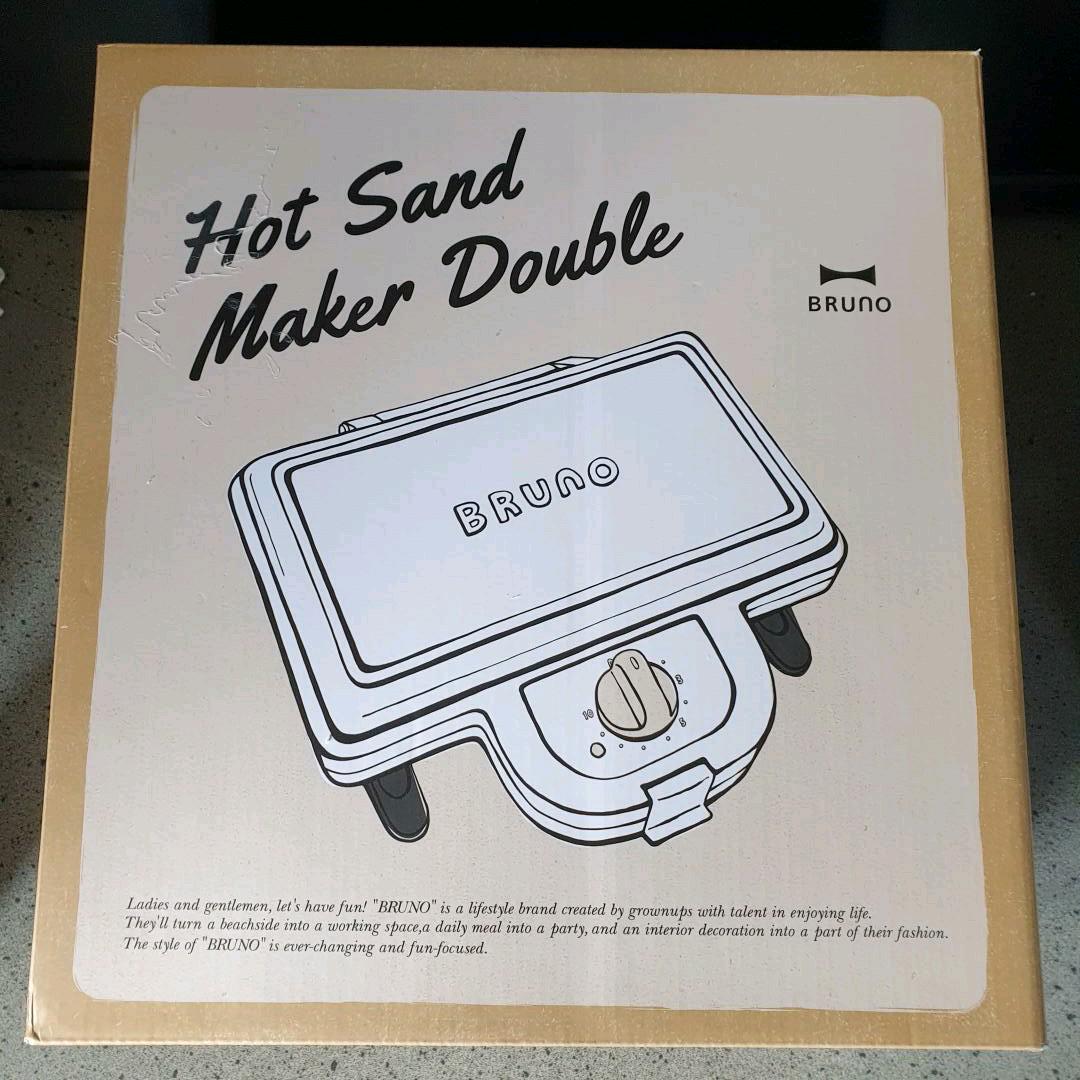 Hot Sand
Maker Double
BRUNO
BRUNO
10
5
Ladies and gentlemen, let's have fun! "BRUNO" is a lifestyle brand created by grownups with talent in enjoying life.
They'll turn a beachside into a working space,a daily meal into a party, and an interior decoration into a part of their fashion.
The style of "BRUNO" is ever-changing and fun-focused.